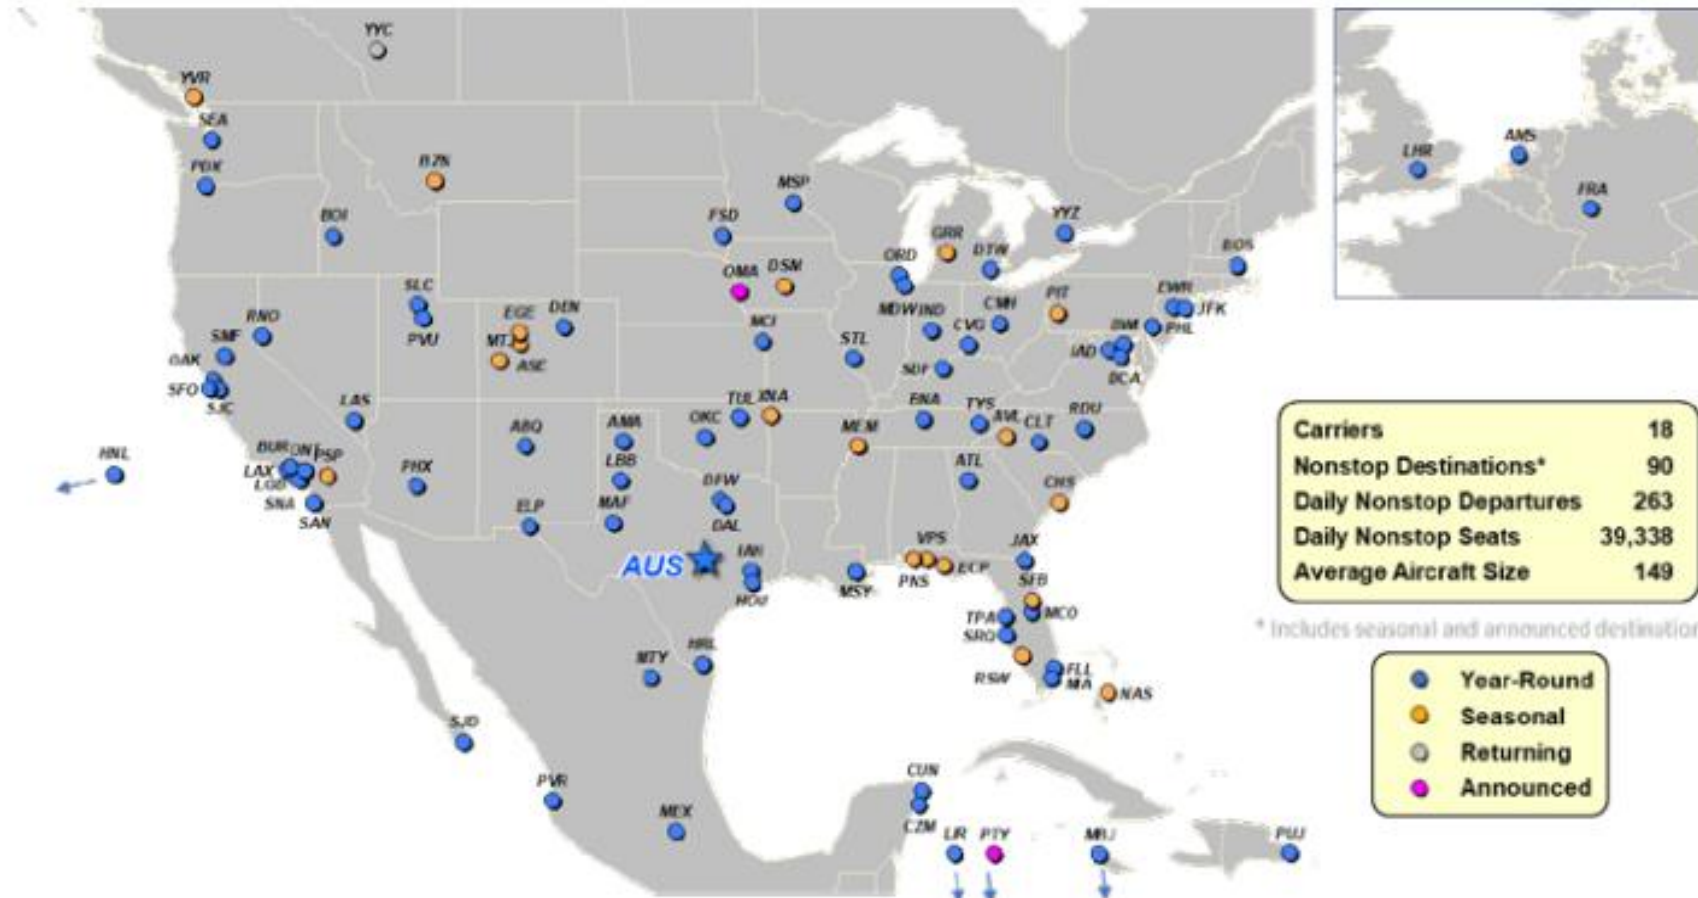 YYC
YVR
SEA
PDX
BZN
MSP
BOI
FSD
YYZ
GRR
DTW
ORD
BOS
OMA
DSM
SLC
MDW
IND
CMH
PIT
EWR
JFK
RNO
EGE
DEN
SMF
PVU
MCI
STL
CVG
PHL
OAK
ASE
SDF
IAD
DCA
SFO
SJC
LAS
TUL
XNA
BNA
TYS
AVL
CLT
RDU
ABQ
AMA
OKC
MEM
HNL
BUR
PSP
LAX
LGB
PHX
LBB
DFW
ATL
CHS
SNA
SAN
ELP
MAF
DAL
AUS
IAH
HOU
MSY
PNS
VPS
ECP
JAX
SFB
TPA
MCO
SRQ
MTY
HRL
RSW
FLL
MIA
NAS
SJD
PVR
MEX
CUN
CZM
LIR
PTY
MBJ
PUJ
LHR
AMS
FRA
Carriers 18
Nonstop Destinations* 90
Daily Nonstop Departures 263
Daily Nonstop Seats 39,338
Average Aircraft Size 149
* Includes seasonal and announced destination
Year-Round
Seasonal
Returning
Announced